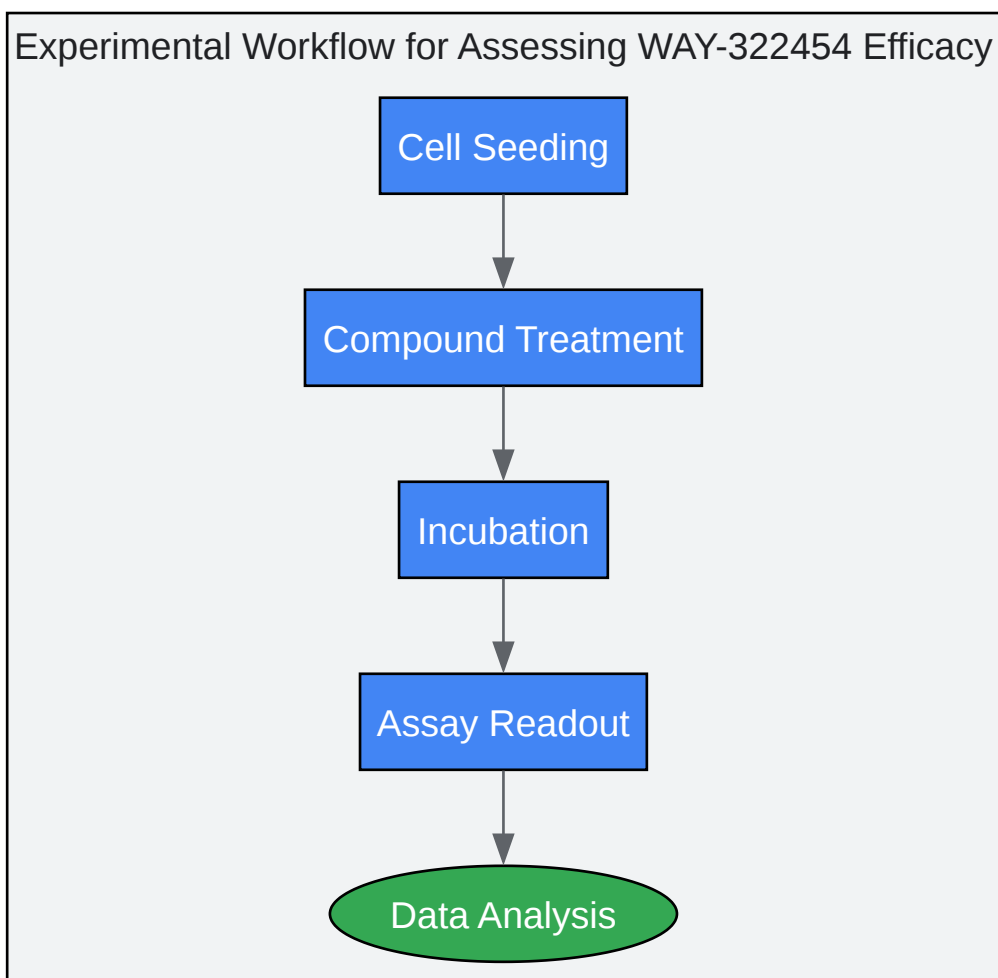 Experimental Workflow for Assessing WAY-322454 Efficacy
Cell Seeding
Compound Treatment
Incubation
Assay Readout
Data Analysis